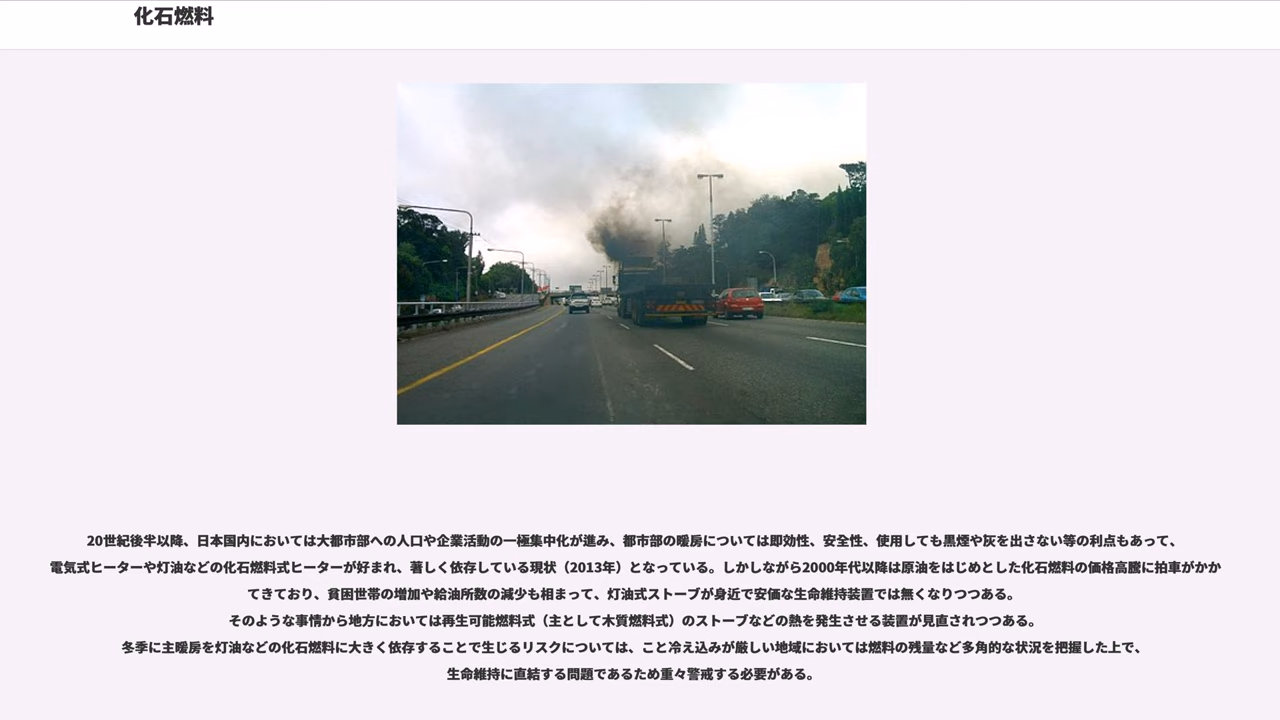 化石燃料
20世紀後半以降、日本国内においては大都市部への人口や企業活動の一極集中化が進み、都市部の暖房については即効性、安全性、使用しても黒煙や灰を出さない等の利点もあって、
電気式ヒーターや灯油などの化石燃料式ヒーターが好まれ、著しく依存している現状（2013年）となっている。しかしながら2000年代以降は原油をはじめとした化石燃料の価格高騰に拍車がかか
てきており、貧困世帯の増加や給油所数の減少も相まって、灯油式ストーブが身近で安価な生命維持装置では無くなりつつある。
そのような事情から地方においては再生可能燃料式（主として木質燃料式）のストーブなどの熱を発生させる装置が見直されつつある。
冬季に主暖房を灯油などの化石燃料に大きく依存することで生じるリスクについては、こと冷え込みが厳しい地域においては燃料の残量など多角的な状況を把握した上で、
生命維持に直結する問題であるため重々警戒する必要がある。